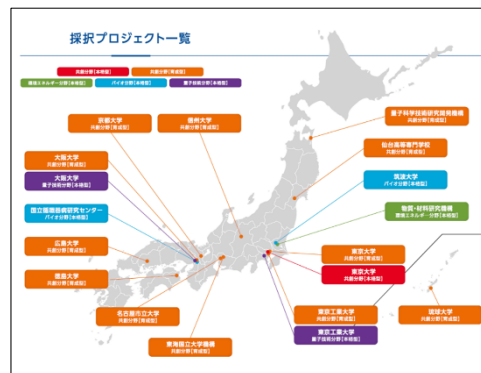 採択プロジェクト一覧
共創分野【本格型】
共創分野【育成型】
環境エネルギー分野【本格型】
バイオ分野【本格型】
量子技術分野【本格型】
京都大学
共創分野【育成型】
信州大学
共創分野【育成型】
量子科学技術研究開発機構
共創分野【育成型】
大阪大学
共創分野【育成型】
仙台高等専門学校
共創分野【育成型】
大阪大学
量子技術分野【本格型】
筑波大学
バイオ分野【本格型】
国立循環器病研究センター
バイオ分野【本格型】
物質・材料研究機構
環境エネルギー分野【本格型】
広島大学
共創分野【育成型】
東京大学
共創分野【育成型】
徳島大学
共創分野【育成型】
東京大学
共創分野【本格型】
名古屋市立大学
共創分野【育成型】
東京工業大学
共創分野【育成型】
琉球大学
共創分野【育成型】
東海国立大学機構
共創分野【育成型】
東京工業大学
量子技術分野【本格型】